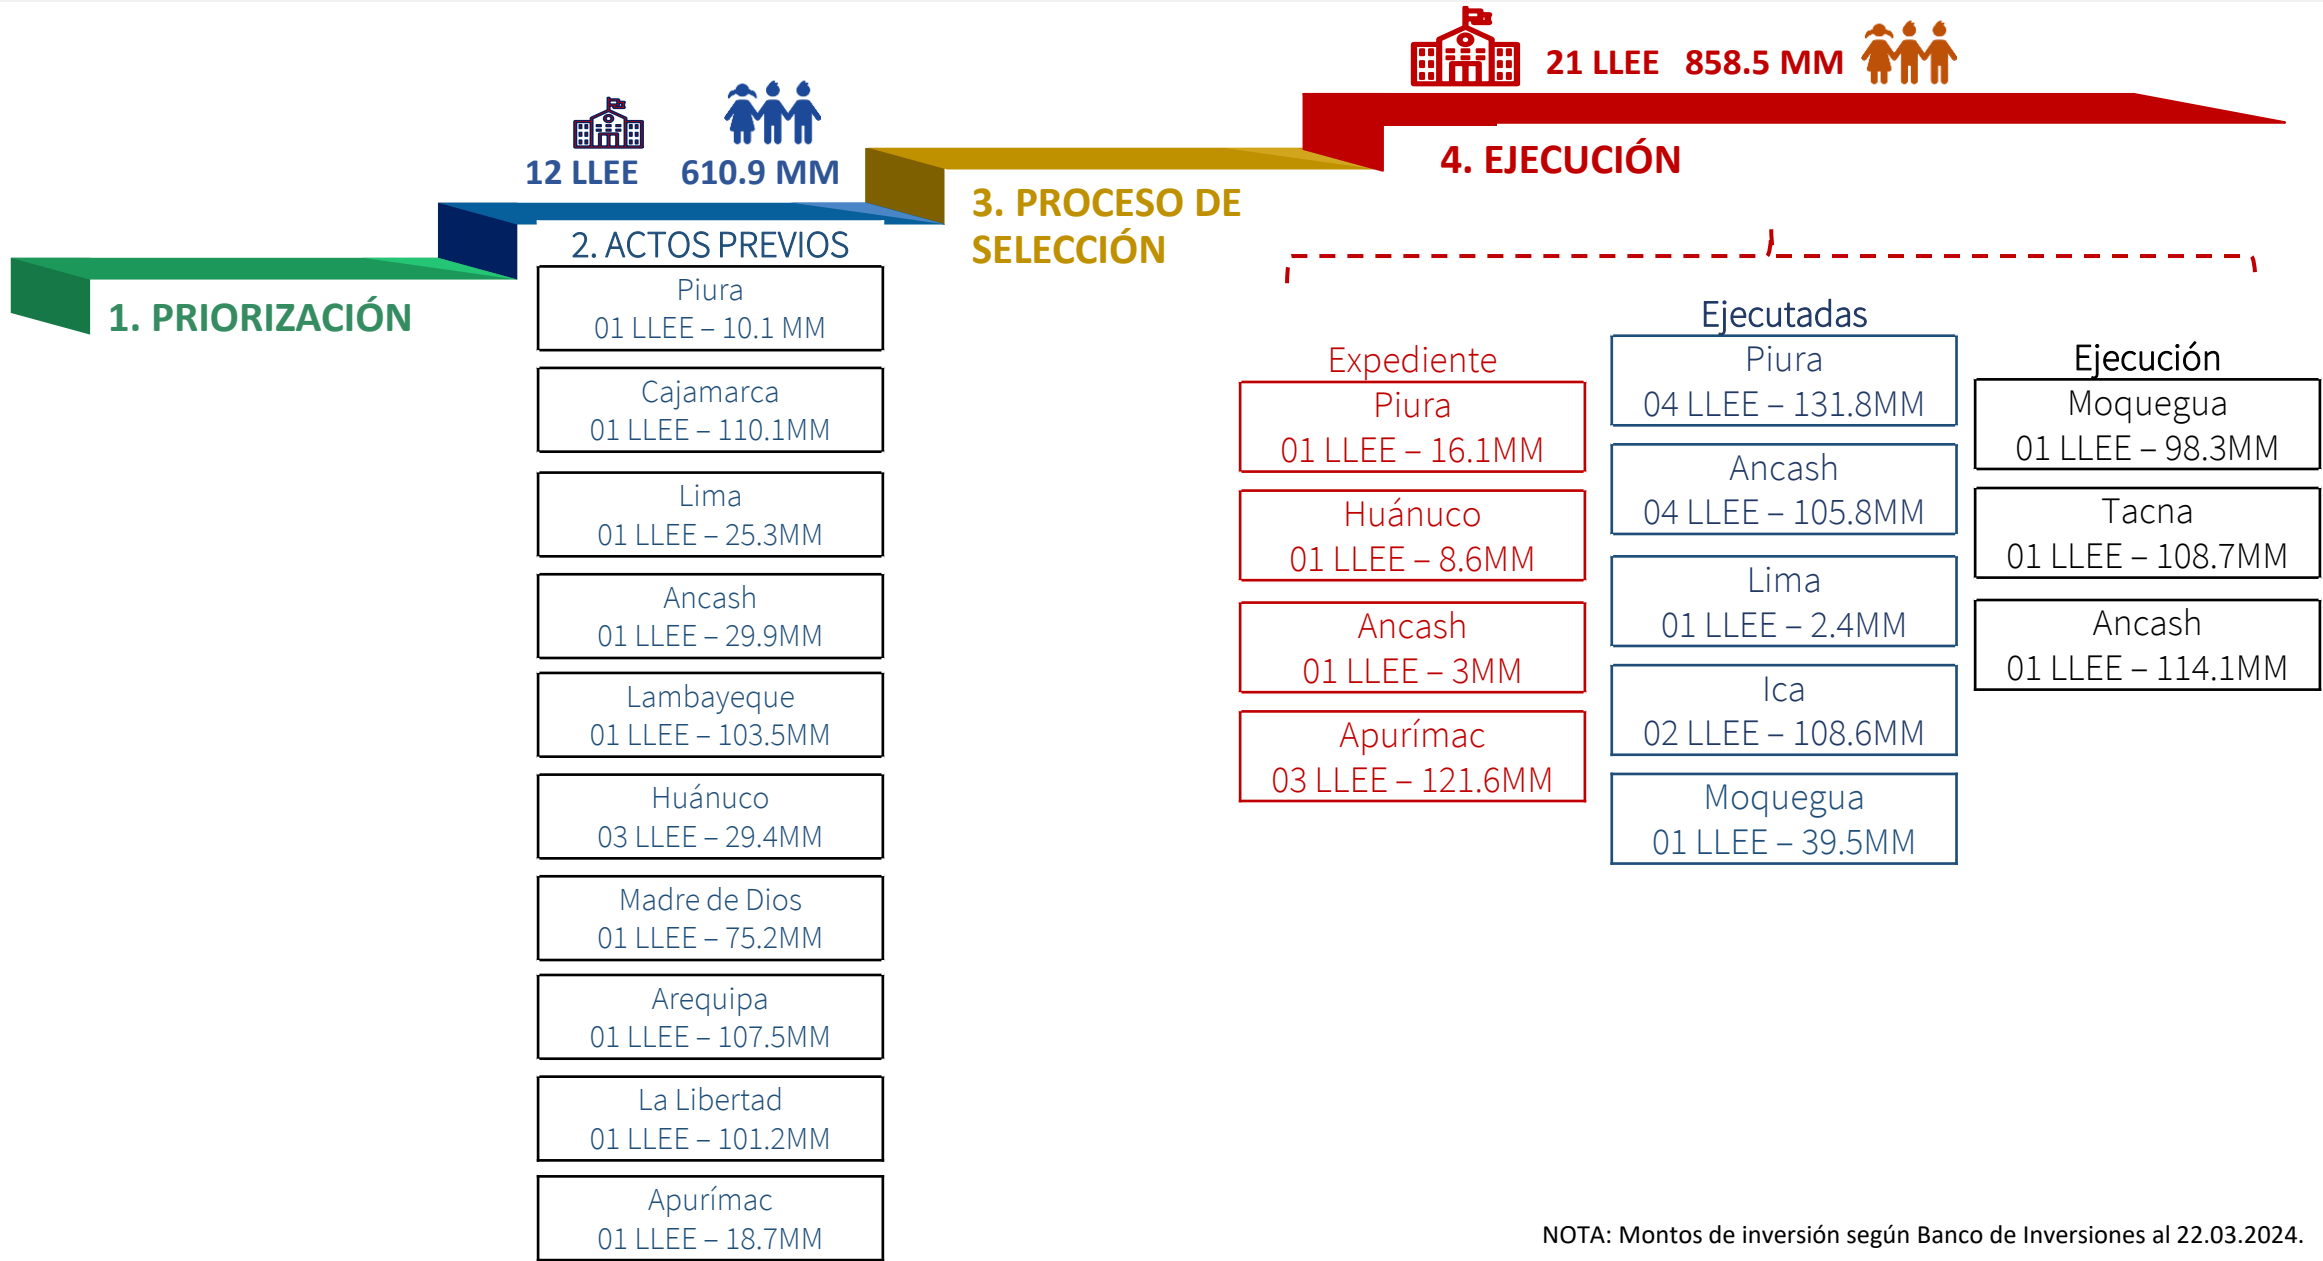 12 LLEE 610.9 MM
21 LLEE 858.5 MM
1. PRIORIZACIÓN
2. ACTOS PREVIOS
Piura
01 LLEE – 10.1 MM
Cajamarca
01 LLEE – 110.1MM
Lima
01 LLEE – 25.3MM
Ancash
01 LLEE – 29.9MM
Lambayeque
01 LLEE – 103.5MM
Huánuco
03 LLEE – 29.4MM
Madre de Dios
01 LLEE – 75.2MM
Arequipa
01 LLEE – 107.5MM
La Libertad
01 LLEE – 101.2MM
Apurímac
01 LLEE – 18.7MM
3. PROCESO DE
SELECCIÓN
4. EJECUCIÓN
Expediente
Piura
01 LLEE – 16.1MM
Huánuco
01 LLEE – 8.6MM
Ancash
01 LLEE – 3MM
Apurímac
03 LLEE – 121.6MM
Ejecutadas
Piura
04 LLEE – 131.8MM
Ancash
04 LLEE – 105.8MM
Lima
01 LLEE – 2.4MM
Ica
02 LLEE – 108.6MM
Moquegua
01 LLEE – 39.5MM
Ejecución
Moquegua
01 LLEE – 98.3MM
Tacna
01 LLEE – 108.7MM
Ancash
01 LLEE – 114.1MM
NOTA: Montos de inversión según Banco de Inversiones al 22.03.2024.